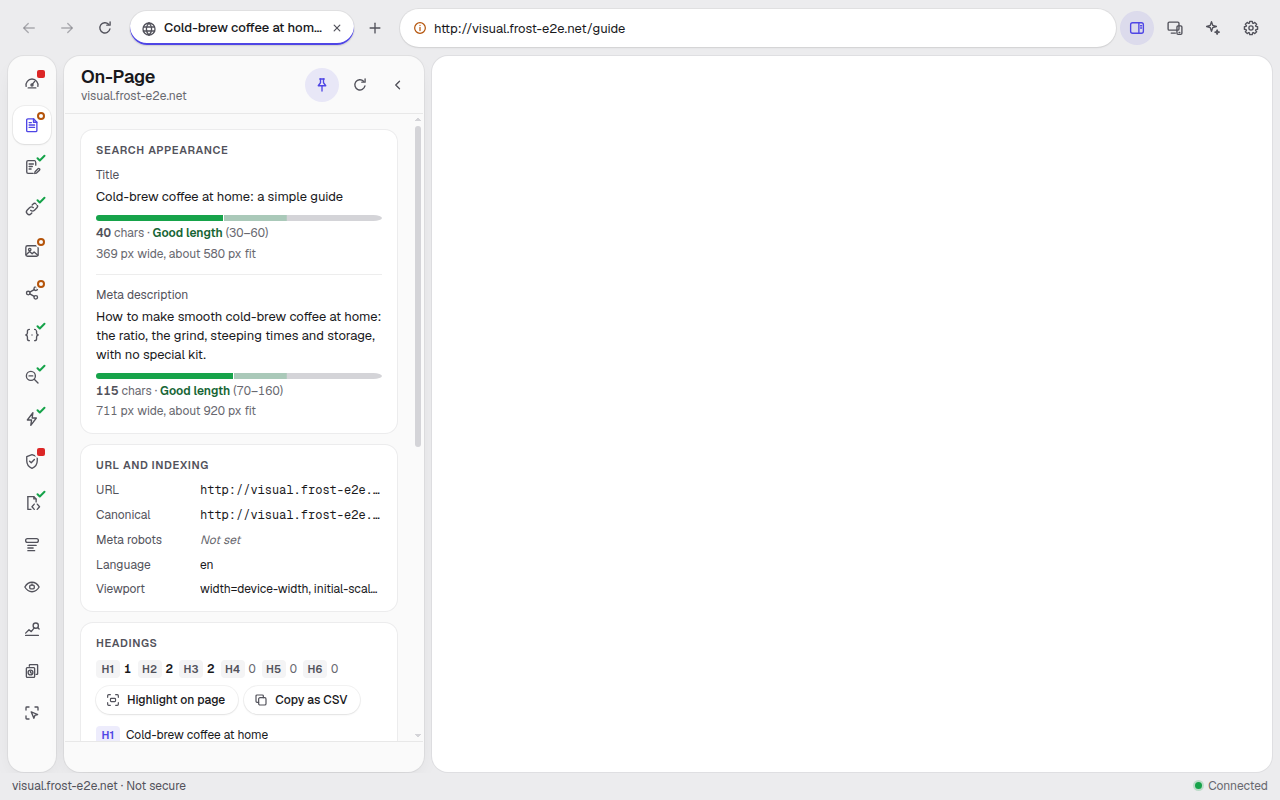 Cold-brew coffee at hom...
http://visual.frost-e2e.net/guide
On-Page
visual.frost-e2e.net
SEARCH APPEARANCE
Title
Cold-brew coffee at home: a simple guide
40 chars · Good length (30–60)
369 px wide, about 580 px fit
Meta description
How to make smooth cold-brew coffee at home:
the ratio, the grind, steeping times and storage,
with no special kit.
115 chars · Good length (70–160)
711 px wide, about 920 px fit
URL AND INDEXING
URL http://visual.frost-e2e.…
Canonical http://visual.frost-e2e.…
Meta robots Not set
Language en
Viewport width=device-width, initial-scal…
HEADINGS
H1 1 H2 2 H3 2 H4 0 H5 0 H6 0
Highlight on page Copy as CSV
H1 Cold-brew coffee at home
visual.frost-e2e.net · Not secure
Connected